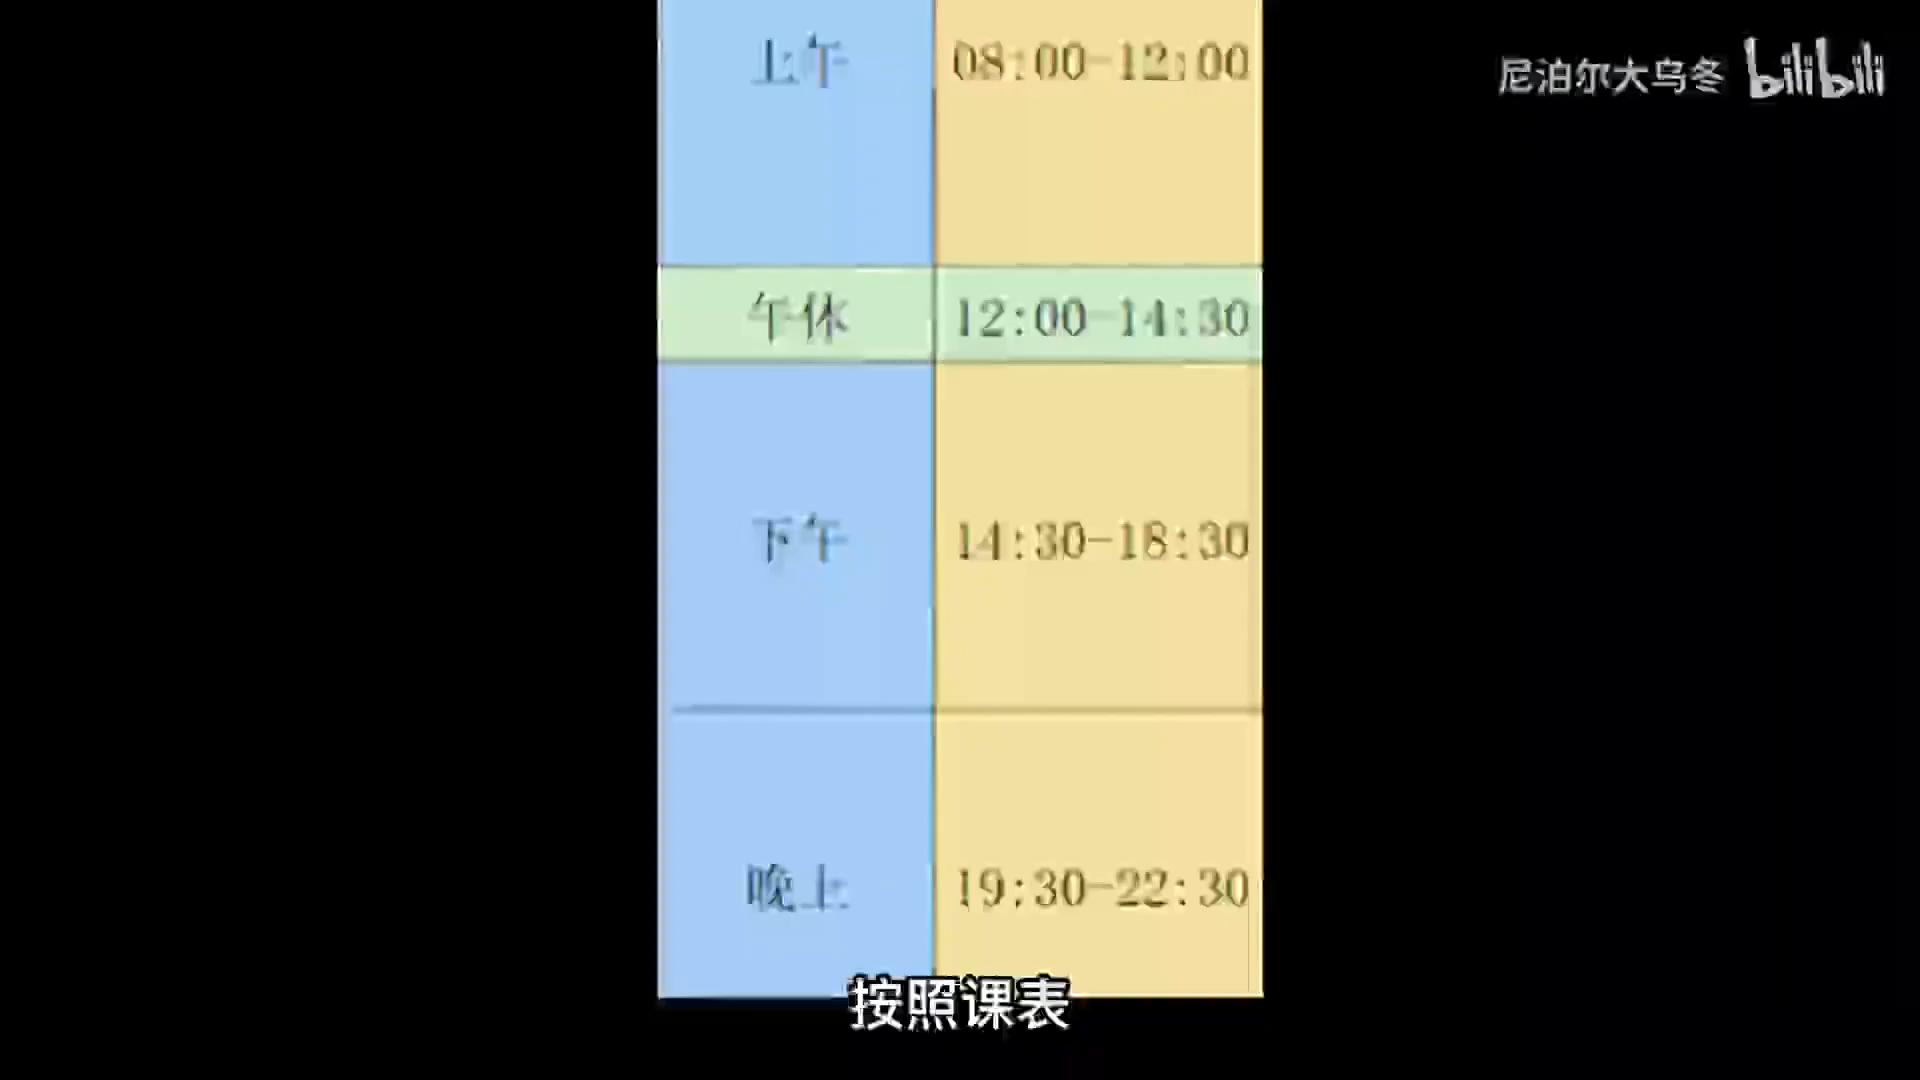 上午 08:00-12:00
尼泊尔大乌冬 bilibili
午休 12:00-14:30
下午 14:30-18:30
晚上 19:30-22:30
按照课表